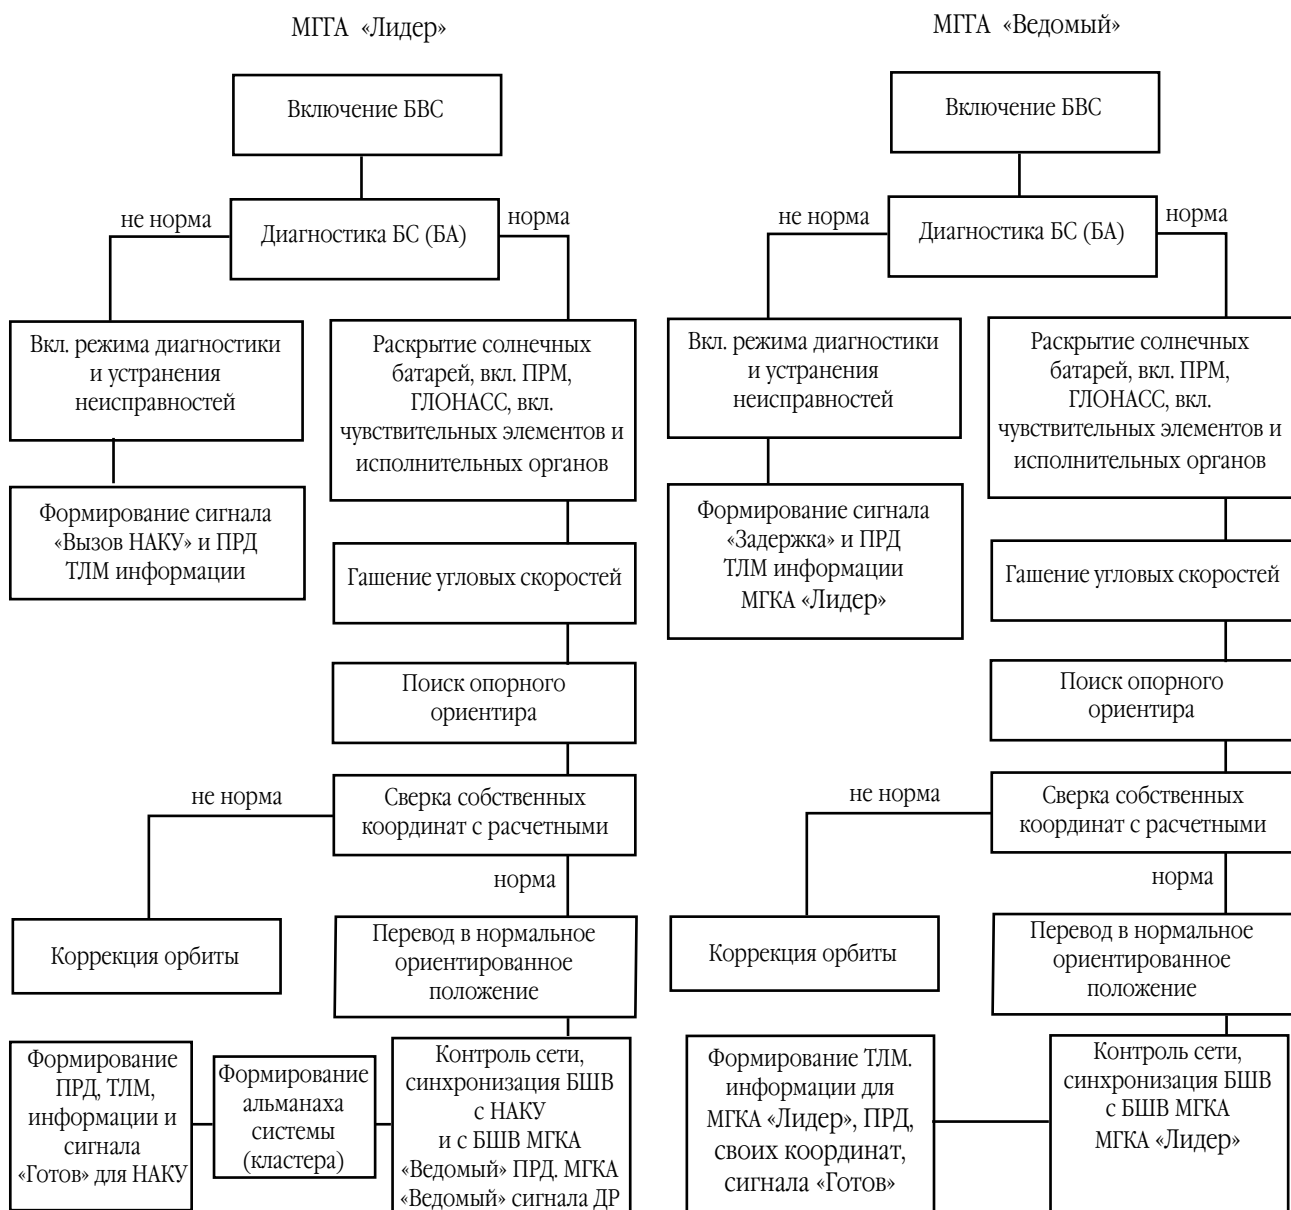 МГГА «Лидер»
Включение БВС
не норма
норма
Диагностика БС (БА)
Вкл. режима диагностики
и устранения
неисправностей
Раскрытие солнечных
батарей, вкл. ПРМ,
ГЛОНАСС, вкл.
чувствительных элементов и
исполнительных органов
Формирование сигнала
«Вызов НАКУ» и ПРД
ТЛМ информации
Гашение угловых скоростей
Поиск опорного
ориентира
не норма
Сверка собственных
координат с расчетными
норма
Коррекция орбиты
Перевод в нормальное
ориентированное
положение
Формирование
ПРД, ТЛМ,
информации и
сигнала
«Готов» для НАКУ
Формирование
альманаха
системы
(кластера)
Контроль сети,
синхронизация БШВ
с НАКУ
и с БШВ МГКА
«Ведомый» ПРД. МГКА
«Ведомый» сигнала ДР
МГГА «Ведомый»
Включение БВС
не норма
норма
Диагностика БС (БА)
Вкл. режима диагностики
и устранения
неисправностей
Раскрытие солнечных
батарей, вкл. ПРМ,
ГЛОНАСС, вкл.
чувствительных элементов и
исполнительных органов
Формирование сигнала
«Задержка» и ПРД
ТЛМ информации
МГКА «Лидер»
Гашение угловых скоростей
Поиск опорного
ориентира
не норма
Сверка собственных
координат с расчетными
норма
Коррекция орбиты
Перевод в нормальное
ориентированное
положение
Формирование ТЛМ.
информации для
МГКА «Лидер», ПРД,
своих координат,
сигнала «Готов»
Контроль сети,
синхронизация БШВ
с БШВ МГКА
МГКА «Лидер»